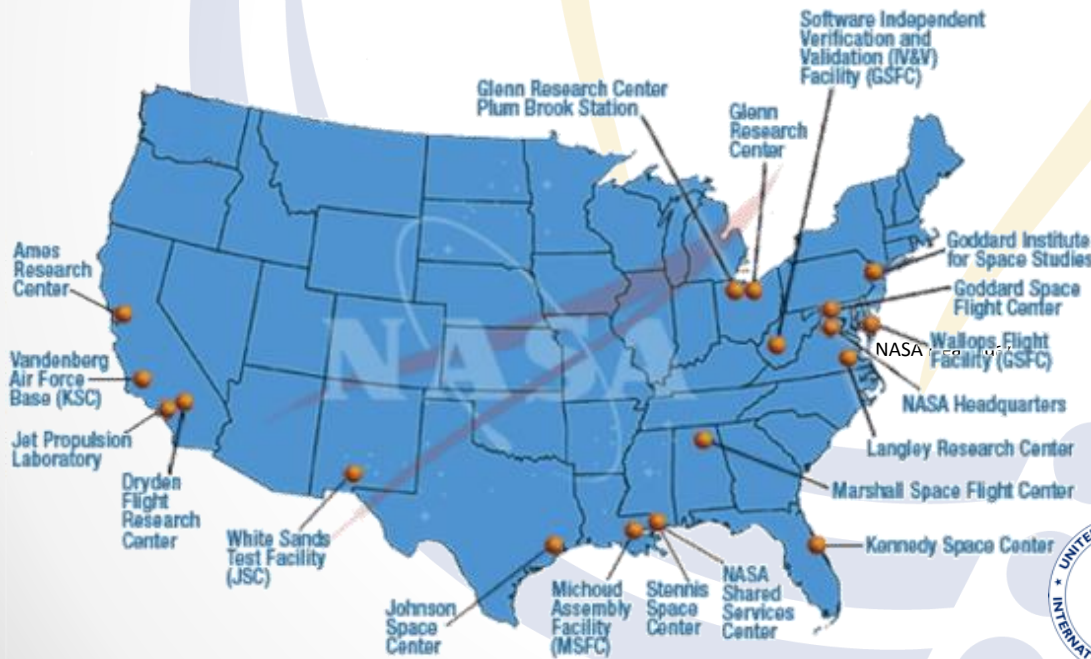 Software Independent
Verification and
Validation (IV&V)
Facility (GSFC)
Glenn Research Center
Plum Brook Station
Glenn
Research
Center
Ames
Research
Center
Goddard Institute
for Space Studies
Goddard Space
Flight Center
Wallops Flight
Facility (GSFC)
NASA
NASA Headquarters
Vandenberg
Air Force
Base (KSC)
NASA
Jet Propulsion
Laboratory
Langley Research Center
Dryden
Flight
Research
Center
Marshall Space Flight Center
White Sands
Test Facility
(JSC)
Kennedy Space Center
Johnson
Space
Center
Michoud
Assembly
Facility
(MSFC)
Stennis
Space
Center
NASA
Shared
Services
Center